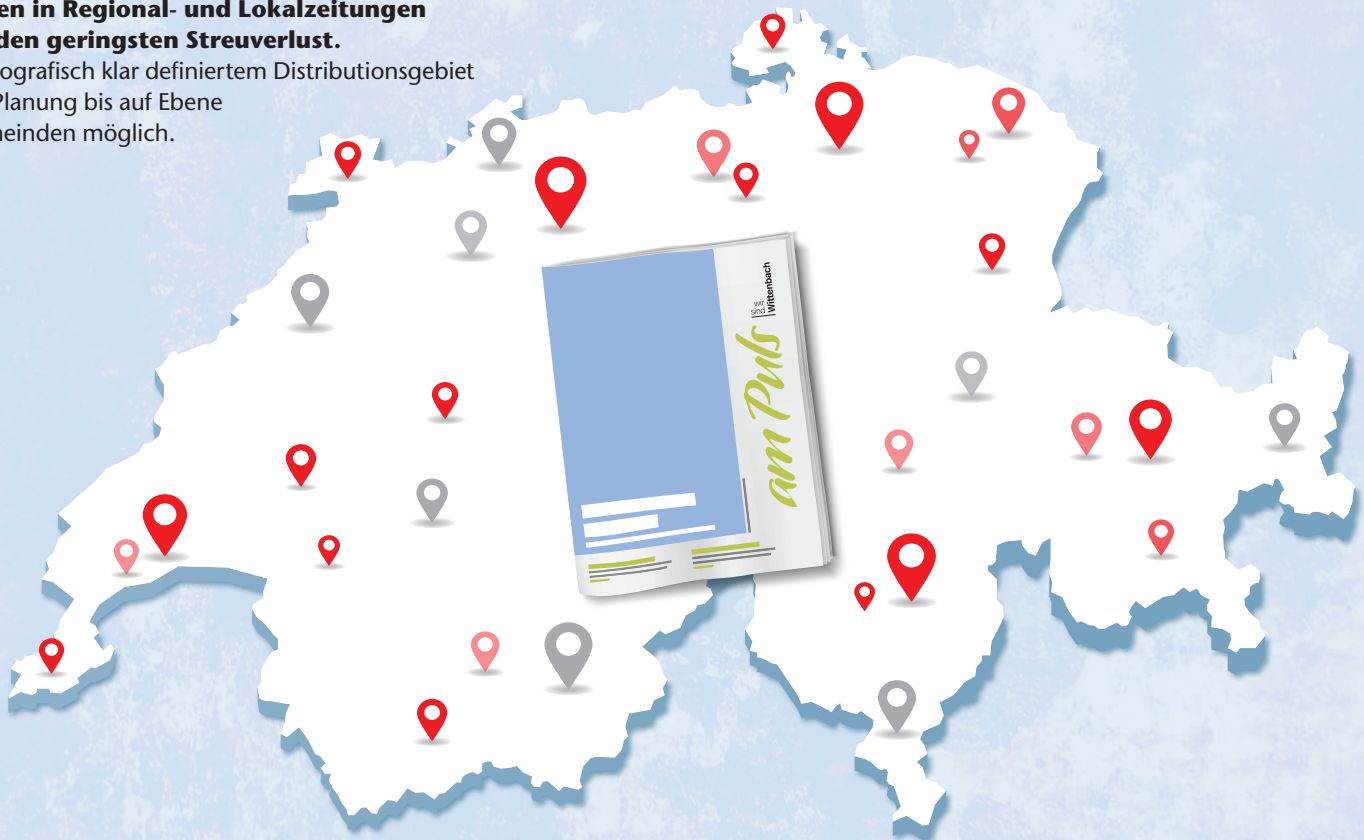 en in Regional- und Lokalzeitungen
den geringsten Streuverlust.
ografisch klar definiertem Distributionsgebiet
Planung bis auf Ebene
einden möglich.
wir
sind
Wittenbach
am Puls